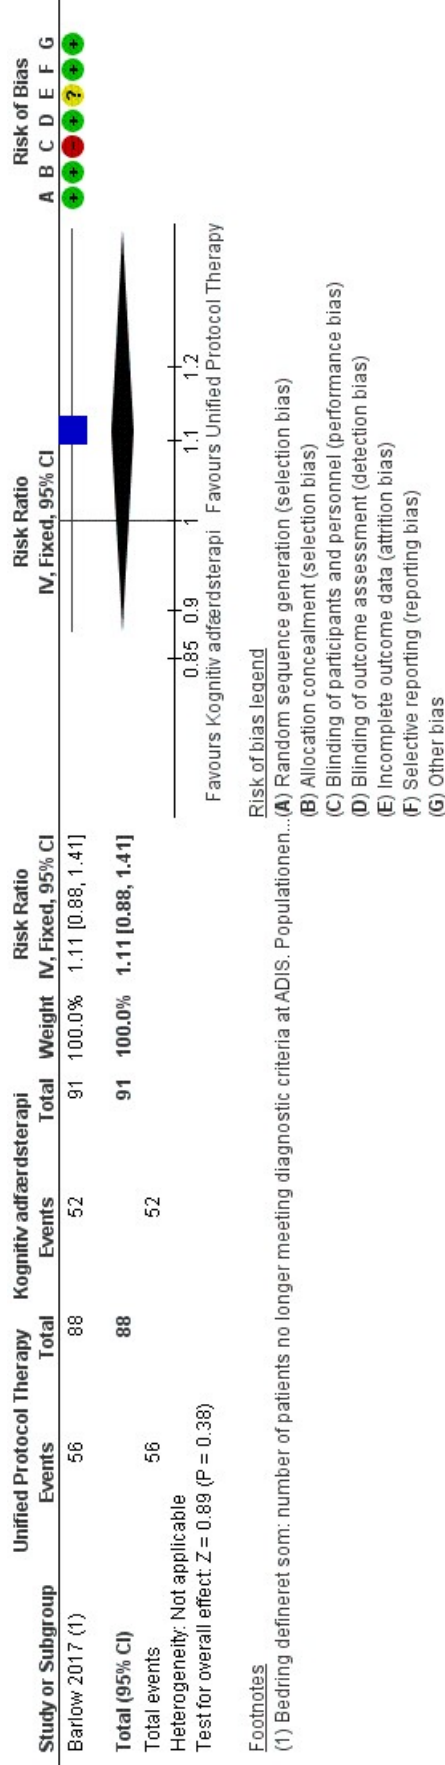 Unified Protocol Therapy Kognitiv adfærdsterapi Risk Ratio Risk Ratio Risk of Bias
Study or Subgroup Events Total Events Total Weight IV, Fixed, 95% CI IV, Fixed, 95% CI A B C D E F G
Barlow 2017 (1) 56 88 52 91 100.0% 1.11 [0.88, 1.41] + + – + ? + +
Total (95% CI) 88 91 100.0% 1.11 [0.88, 1.41]
Total events 56 52
Heterogeneity: Not applicable
Test for overall effect: Z = 0.89 (P = 0.38)
0.85 0.9 1 1.1 1.2
Favours Kognitiv adfærdsterapi Favours Unified Protocol Therapy
Footnotes
(1) Bedring defineret som: number of patients no longer meeting diagnostic criteria at ADIS. Populationen...
Risk of bias legend
(A) Random sequence generation (selection bias)
(B) Allocation concealment (selection bias)
(C) Blinding of participants and personnel (performance bias)
(D) Blinding of outcome assessment (detection bias)
(E) Incomplete outcome data (attrition bias)
(F) Selective reporting (reporting bias)
(G) Other bias